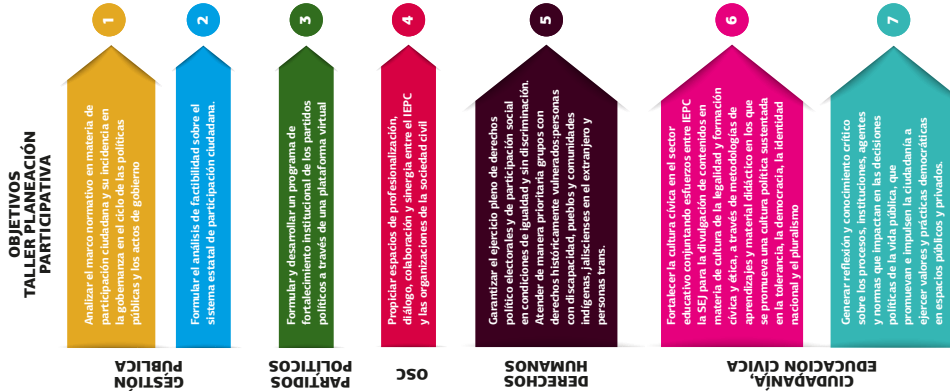 OBJETIVOS
TALLER PLANEACIÓN
PARTICIPATIVA
GESTIÓN
PÚBLICA
Analizar el marco normativo en materia de
participación ciudadana y su incidencia en
la gobernanza en el ciclo de las políticas
públicas y los actos de gobierno
1
Formular el análisis de factibilidad sobre el
sistema estatal de participación ciudadana.
2
PARTIDOS
POLÍTICOS
Formular y desarrollar un programa de
fortalecimiento institucional de los partidos
políticos a través de una plataforma virtual
3
OSC
Propiciar espacios de profesionalización,
diálogo, colaboración y sinergia entre el IEPC
y las organizaciones de la sociedad civil
4
DERECHOS
HUMANOS
Garantizar el ejercicio pleno de derechos
político electorales y de participación social
en condiciones de igualdad y sin discriminación.
Atender de manera prioritaria grupos con
derechos históricamente vulnerados:personas
con discapacidad, pueblos y comunidades
indígenas, jaliscienses en el extranjero y
personas trans.
5
CIUDADANÍA,
EDUCACIÓN CÍVICA
Fortalecer la cultura cívica en el sector
educativo conjuntando esfuerzos entre IEPC
la SEJ para la divulgación de contenidos en
materia de cultura de la legalidad y formación
cívica y ética, a través de metodologías de
aprendizajes y material didáctico en los que
se promueva una cultura política sustentada
en la tolerancia, la democracia, la identidad
nacional y el pluralismo
6
Generar reflexión y conocimiento crítico
sobre los procesos, instituciones, agentes
y normas que impactan en las decisiones
políticas de la vida pública, que
promuevan e impulsen la ciudadanía a
ejercer valores y prácticas democráticas
en espacios públicos y privados.
7